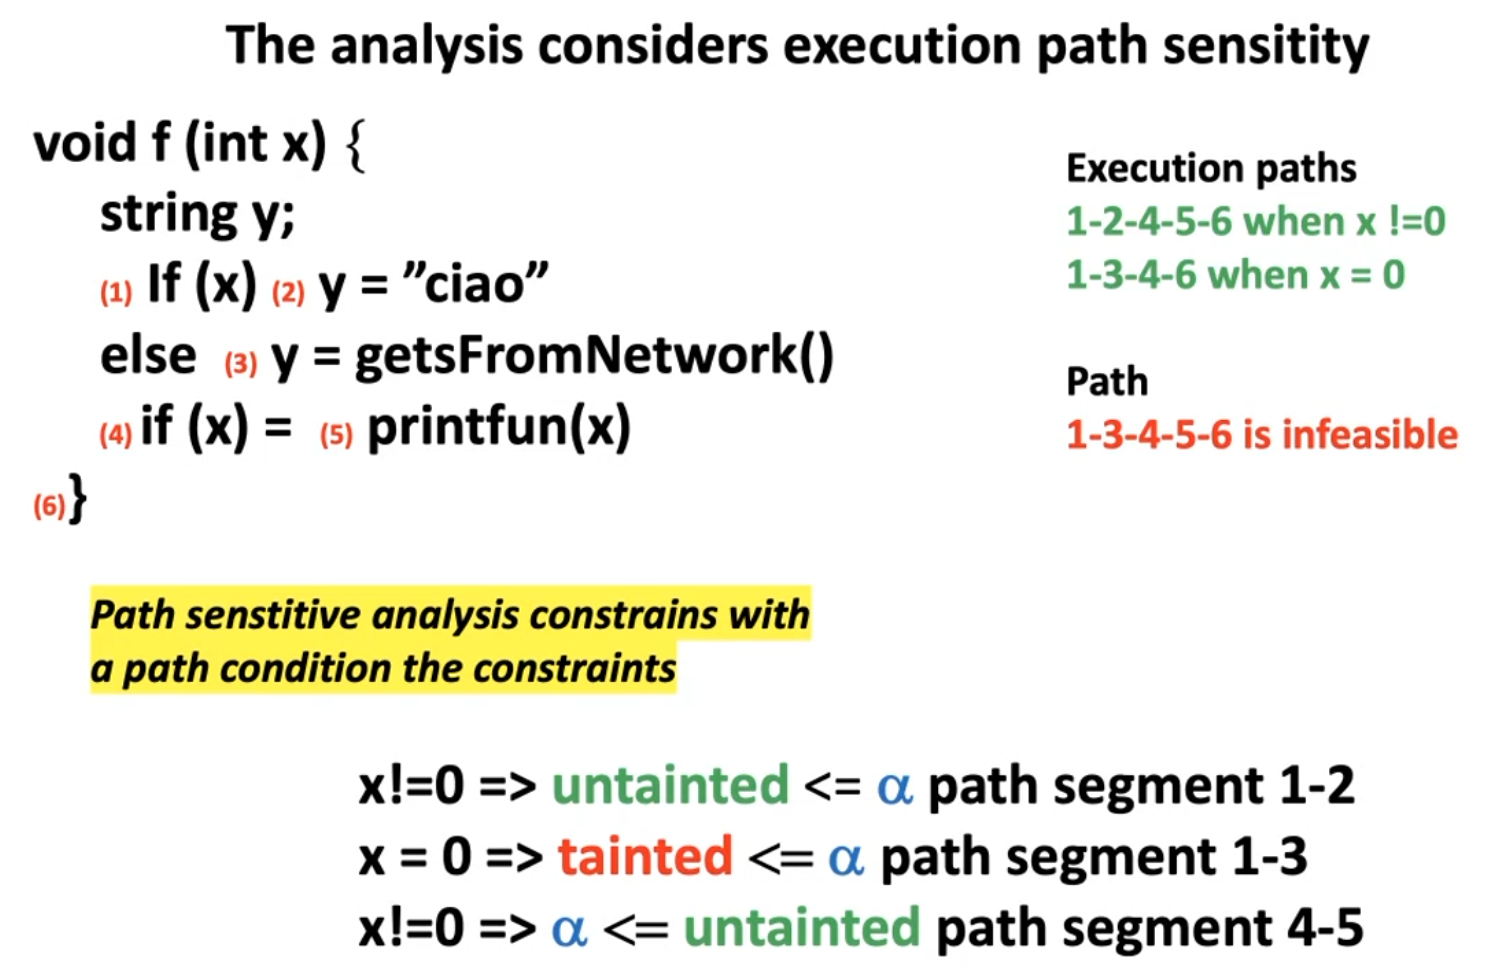 The analysis considers execution path sensitity
void f (int x) {
string y;
(1) If (x) (2) y = ”ciao”
else (3) y = getsFromNetwork()
(4) if (x) = (5) printfun(x)
(6)}
Execution paths
1-2-4-5-6 when x !=0
1-3-4-6 when x = 0
Path
1-3-4-5-6 is infeasible
Path senstitive analysis constrains with
a path condition the constraints
x!=0 => untainted <= α path segment 1-2
x = 0 => tainted <= α path segment 1-3
x!=0 => α <= untainted path segment 4-5